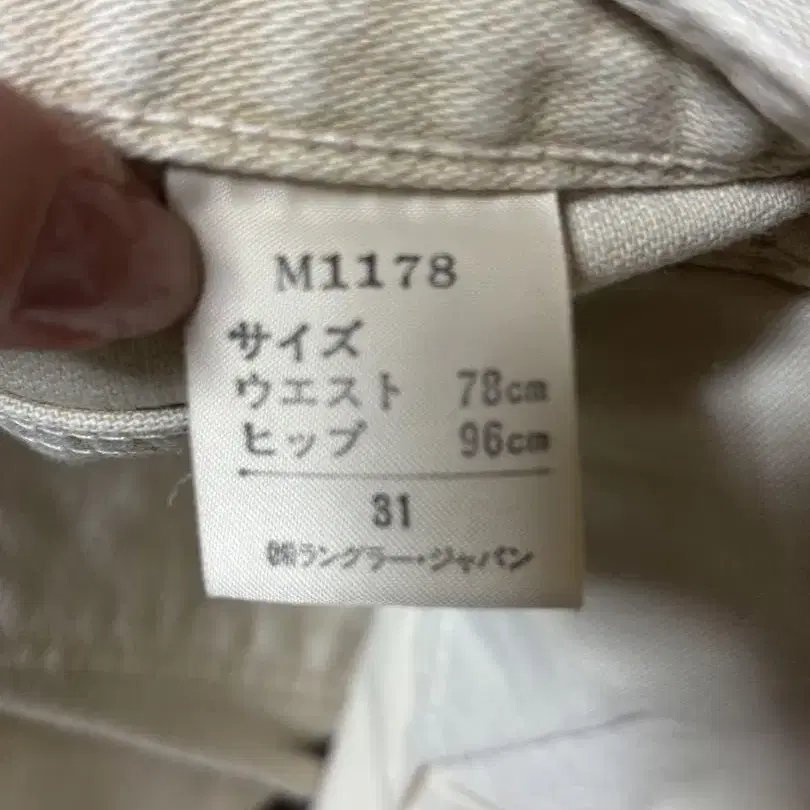 M1178
サイズ
ウエスト 78cm
ヒップ 96cm
31
㈱ラングラー・ジャパン